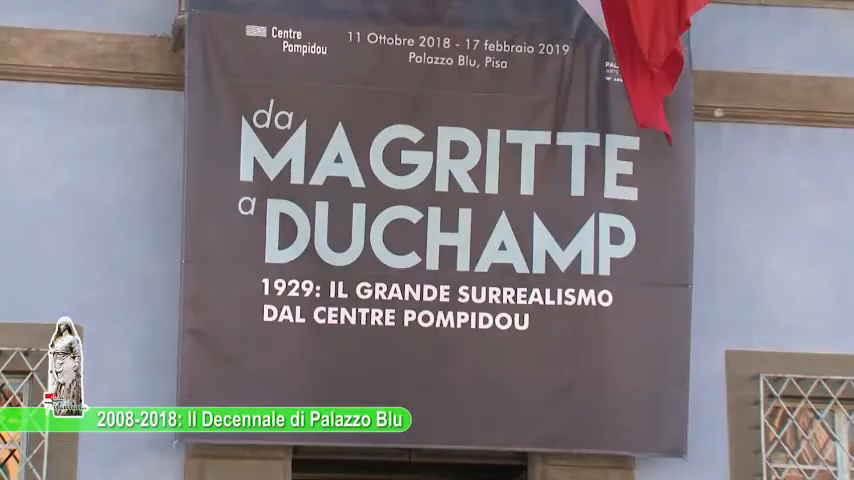 Centre
Pompidou
11 Ottobre 2018 - 17 febbraio 2019
Palazzo Blu, Pisa
da
MAGRITTE
a
DUCHAMP
1929: IL GRANDE SURREALISMO
DAL CENTRE POMPIDOU
2008-2018: Il Decennale di Palazzo Blu